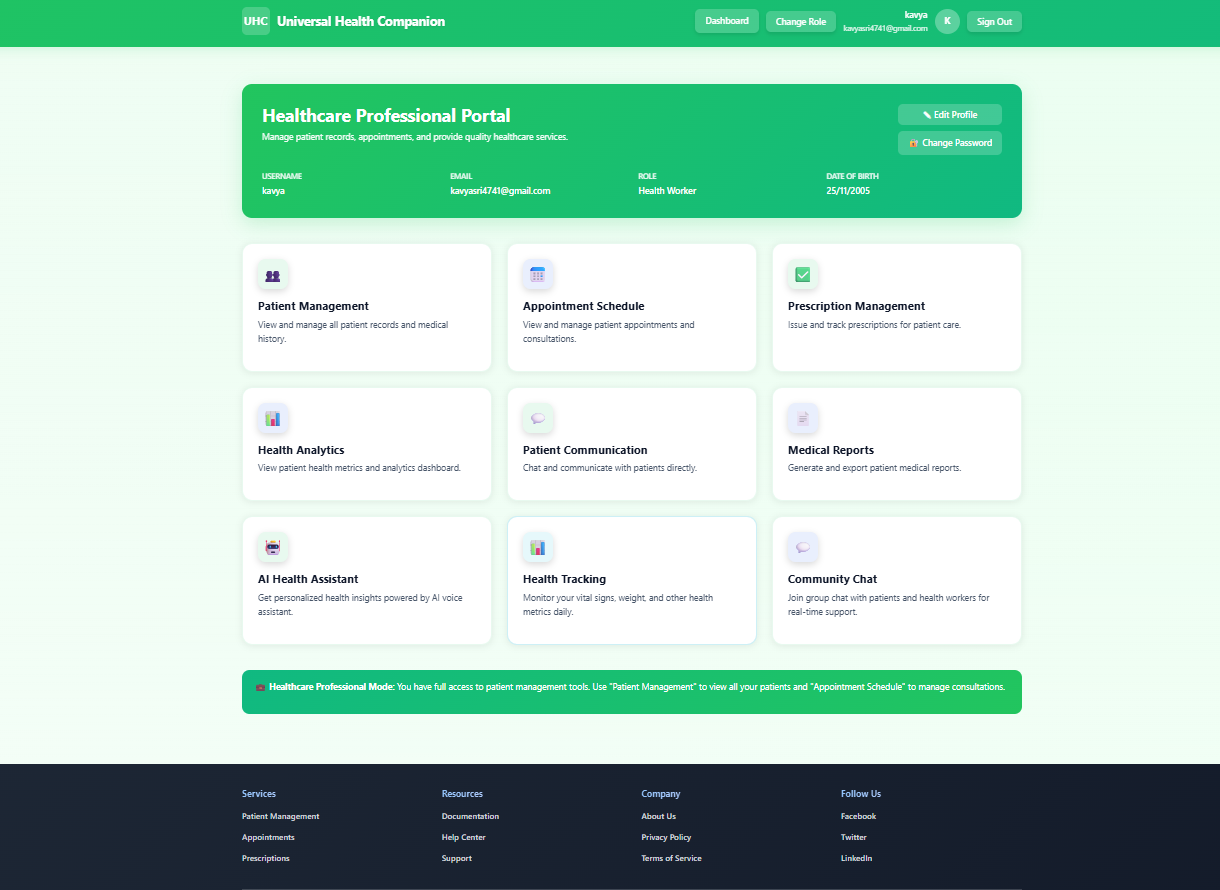 UHC Universal Health Companion
Dashboard
Change Role
kavya
kavyasri4741@gmail.com
K
Sign Out
Healthcare Professional Portal
Manage patient records, appointments, and provide quality healthcare services.
Edit Profile
Change Password
USERNAME
kavya
EMAIL
kavyasri4741@gmail.com
ROLE
Health Worker
DATE OF BIRTH
25/11/2005
Patient Management
View and manage all patient records and medical
history.
Appointment Schedule
View and manage patient appointments and
consultations.
Prescription Management
Issue and track prescriptions for patient care.
Health Analytics
View patient health metrics and analytics dashboard.
Patient Communication
Chat and communicate with patients directly.
Medical Reports
Generate and export patient medical reports.
AI Health Assistant
Get personalized health insights powered by AI voice
assistant.
Health Tracking
Monitor your vital signs, weight, and other health
metrics daily.
Community Chat
Join group chat with patients and health workers for
real-time support.
Healthcare Professional Mode: You have full access to patient management tools. Use "Patient Management" to view all your patients and "Appointment Schedule" to manage consultations.
Services
Patient Management
Appointments
Prescriptions
Resources
Documentation
Help Center
Support
Company
About Us
Privacy Policy
Terms of Service
Follow Us
Facebook
Twitter
LinkedIn